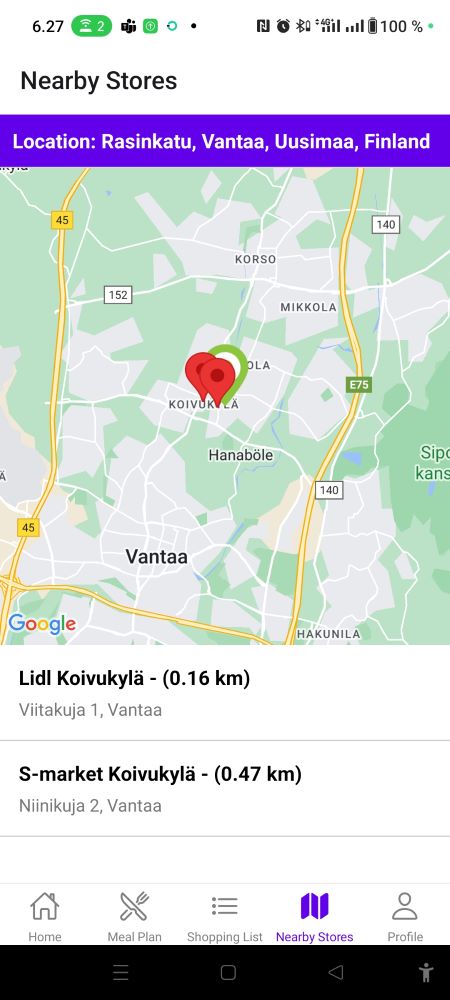 6.27 2 4G 100 %
Nearby Stores
Location: Rasinkatu, Vantaa, Uusimaa, Finland
45
140
KORSO
152
MIKKOLA
OLA
E75
KOIVUKYLÄ
Hanaböle
Sipo
kans
140
45
Vantaa
Google
HAKUNILA
Lidl Koivukylä - (0.16 km)
Viitakuja 1, Vantaa
S-market Koivukylä - (0.47 km)
Niinikuja 2, Vantaa
Home Meal Plan Shopping List Nearby Stores Profile